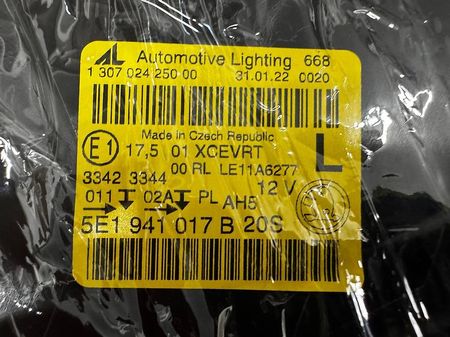 AL Automotive Lighting 668
1 307 024 250 00 31.01.22 0020
Made in Czech Republic
E1 17,5 01 XCEVRT L
00 RL LE11A6277
3342 3344 12 V
011 02A PL AH5
5E1 941 017 B 20S